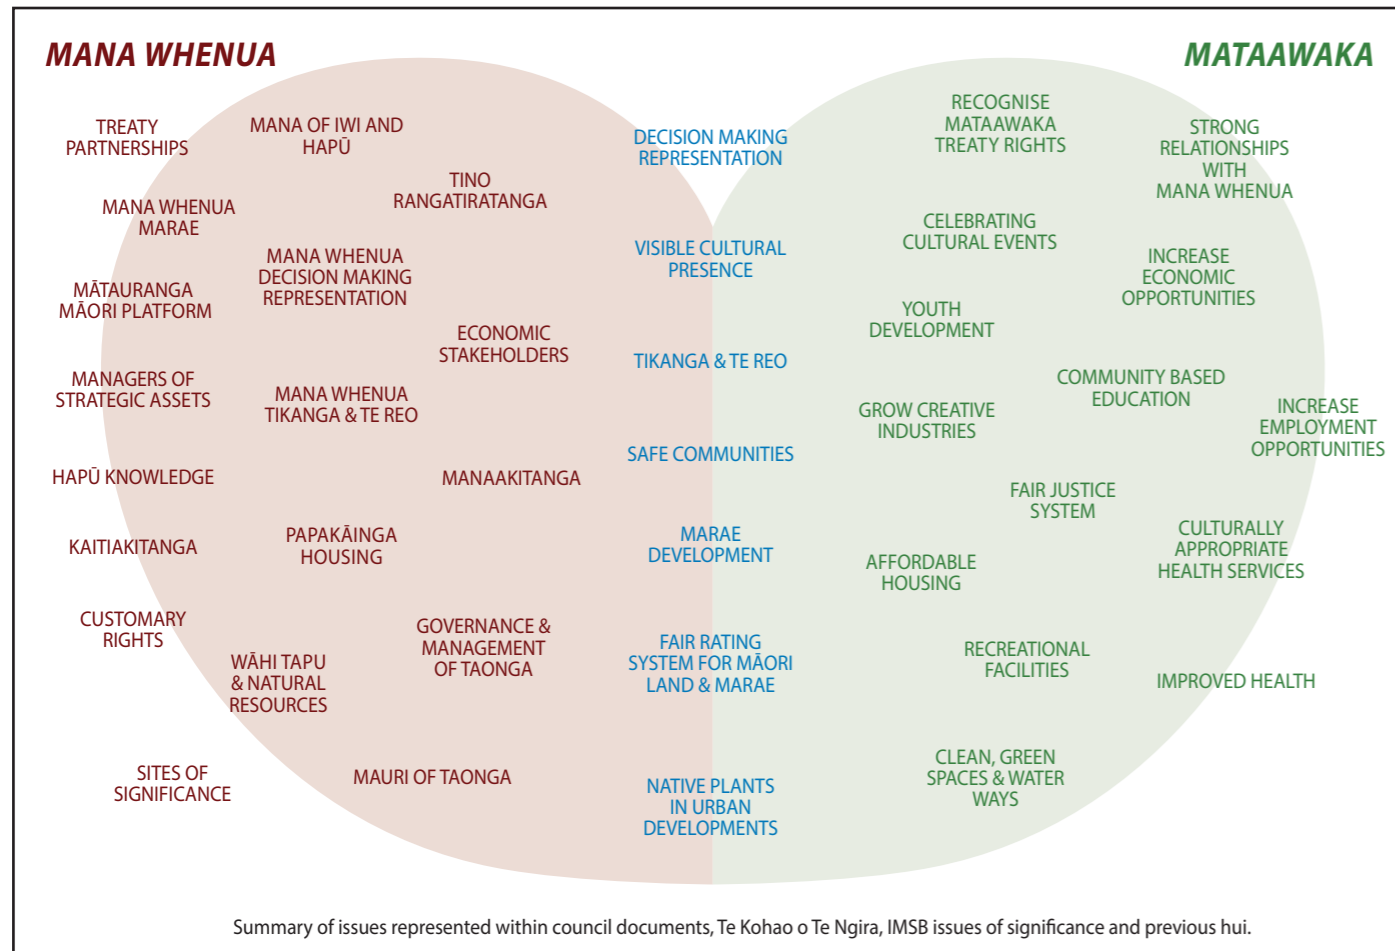 MANA WHENUA
MATAAWAKA
TREATY
PARTNERSHIPS
MANA OF IWI AND
HAPŪ
TINO
RANGATIRATANGA
MANA WHENUA
MARAE
MANA WHENUA
DECISION MAKING
REPRESENTATION
MĀTAURANGA
MĀORI PLATFORM
ECONOMIC
STAKEHOLDERS
MANAGERS OF
STRATEGIC ASSETS
MANA WHENUA
TIKANGA & TE REO
HAPŪ KNOWLEDGE
MANAAKITANGA
KAITIAKITANGA
PAPAKĀINGA
HOUSING
CUSTOMARY
RIGHTS
GOVERNANCE &
MANAGEMENT
OF TAONGA
WĀHI TAPU
& NATURAL
RESOURCES
SITES OF
SIGNIFICANCE
MAURI OF TAONGA
DECISION MAKING
REPRESENTATION
VISIBLE CULTURAL
PRESENCE
TIKANGA & TE REO
SAFE COMMUNITIES
MARAE
DEVELOPMENT
FAIR RATING
SYSTEM FOR MĀORI
LAND & MARAE
NATIVE PLANTS
IN URBAN
DEVELOPMENTS
RECOGNISE
MATAAWAKA
TREATY RIGHTS
STRONG
RELATIONSHIPS
WITH
MANA WHENUA
CELEBRATING
CULTURAL EVENTS
INCREASE
ECONOMIC
OPPORTUNITIES
YOUTH
DEVELOPMENT
COMMUNITY BASED
EDUCATION
GROW CREATIVE
INDUSTRIES
INCREASE
EMPLOYMENT
OPPORTUNITIES
FAIR JUSTICE
SYSTEM
CULTURALLY
APPROPRIATE
HEALTH SERVICES
AFFORDABLE
HOUSING
RECREATIONAL
FACILITIES
IMPROVED HEALTH
CLEAN, GREEN
SPACES & WATER
WAYS
Summary of issues represented within council documents, Te Kohao o Te Ngira, IMSB issues of significance and previous hui.